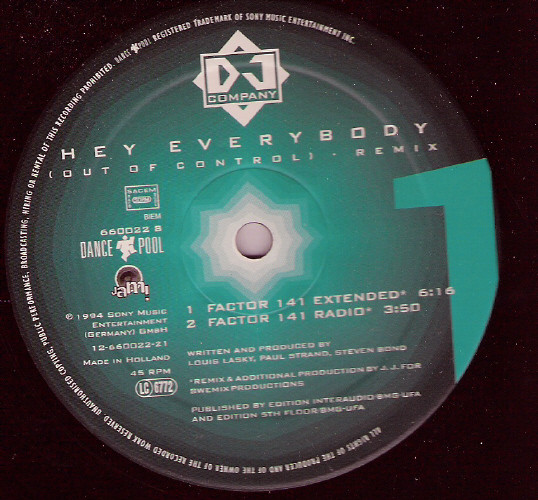 UNAUTHORISED COPYING, PUBLIC PERFORMANCE, BROADCASTING, HIRING OR RENTAL OF THIS RECORDING PROHIBITED. DANCE POOL REGISTERED TRADEMARK OF SONY MUSIC ENTERTAINMENT INC.
DJ
COMPANY
HEY EVERYBODY
(OUT OF CONTROL) · REMIX
SACEM
BIEM
660022 8
DANCE POOL
JAM!
1
1 FACTOR 141 EXTENDED* 6:16
2 FACTOR 141 RADIO* 3:50
℗ 1994 SONY MUSIC
ENTERTAINMENT
(GERMANY) GMBH
12-660022-21
MADE IN HOLLAND
45 RPM
LC 6772
WRITTEN AND PRODUCED BY
LOUIS LASKY, PAUL STRAND, STEVEN BOND
*REMIX & ADDITIONAL PRODUCTION BY J.J. FOR
SWEMIX PRODUCTIONS
PUBLISHED BY EDITION INTERAUDIO/BMG-UFA
AND EDITION 5TH FLOOR/BMG-UFA
ALL RIGHTS OF THE PRODUCER AND OF THE OWNER OF THE RECORDED WORK RESERVED.